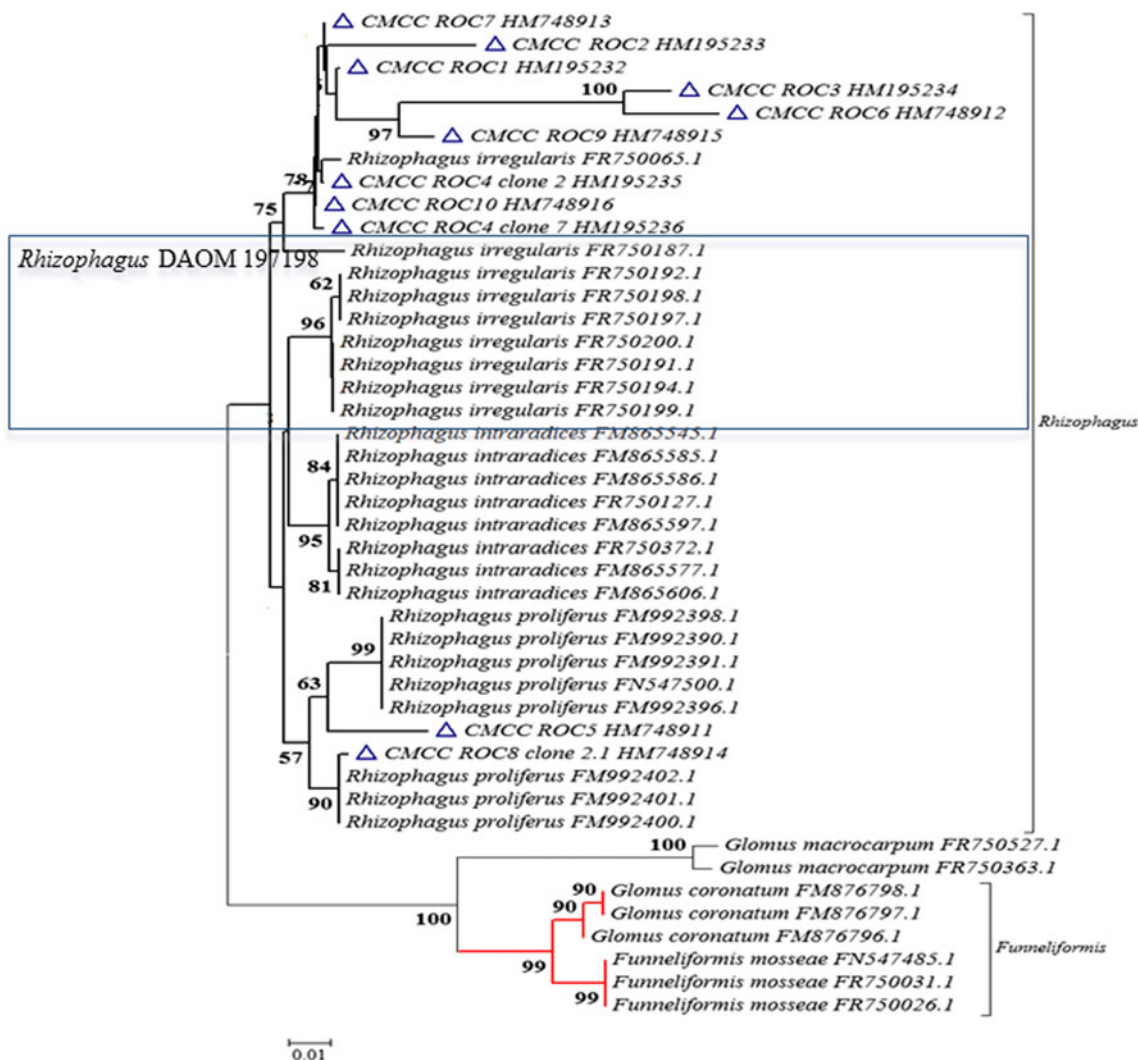 CMCC ROC7 HM748913
CMCC ROC2 HM195233
CMCC ROC1 HM195232
100
CMCC ROC3 HM195234
CMCC ROC6 HM748912
97
CMCC ROC9 HM748915
Rhizophagus irregularis FR750065.1
78
CMCC ROC4 clone 2 HM195235
CMCC ROC10 HM748916
75
CMCC ROC4 clone 7 HM195236
Rhizophagus DAOM 197198
Rhizophagus irregularis FR750187.1
Rhizophagus irregularis FR750192.1
62
Rhizophagus irregularis FR750198.1
Rhizophagus irregularis FR750197.1
96
Rhizophagus irregularis FR750200.1
Rhizophagus irregularis FR750191.1
Rhizophagus irregularis FR750194.1
Rhizophagus irregularis FR750199.1
Rhizophagus
Rhizophagus intraradices FM865545.1
Rhizophagus intraradices FM865585.1
84
Rhizophagus intraradices FM865586.1
Rhizophagus intraradices FR750127.1
Rhizophagus intraradices FM865597.1
95
Rhizophagus intraradices FR750372.1
Rhizophagus intraradices FM865577.1
81
Rhizophagus intraradices FM865606.1
Rhizophagus proliferus FM992398.1
Rhizophagus proliferus FM992390.1
99
Rhizophagus proliferus FM992391.1
63
Rhizophagus proliferus FN547500.1
Rhizophagus proliferus FM992396.1
CMCC ROC5 HM748911
57
CMCC ROC8 clone 2.1 HM748914
Rhizophagus proliferus FM992402.1
90
Rhizophagus proliferus FM992401.1
Rhizophagus proliferus FM992400.1
100
Glomus macrocarpum FR750527.1
Glomus macrocarpum FR750363.1
90
Glomus coronatum FM876798.1
90
Glomus coronatum FM876797.1
100
Glomus coronatum FM876796.1
Funneliformis
99
Funneliformis mosseae FN547485.1
Funneliformis mosseae FR750031.1
99
Funneliformis mosseae FR750026.1
0.01